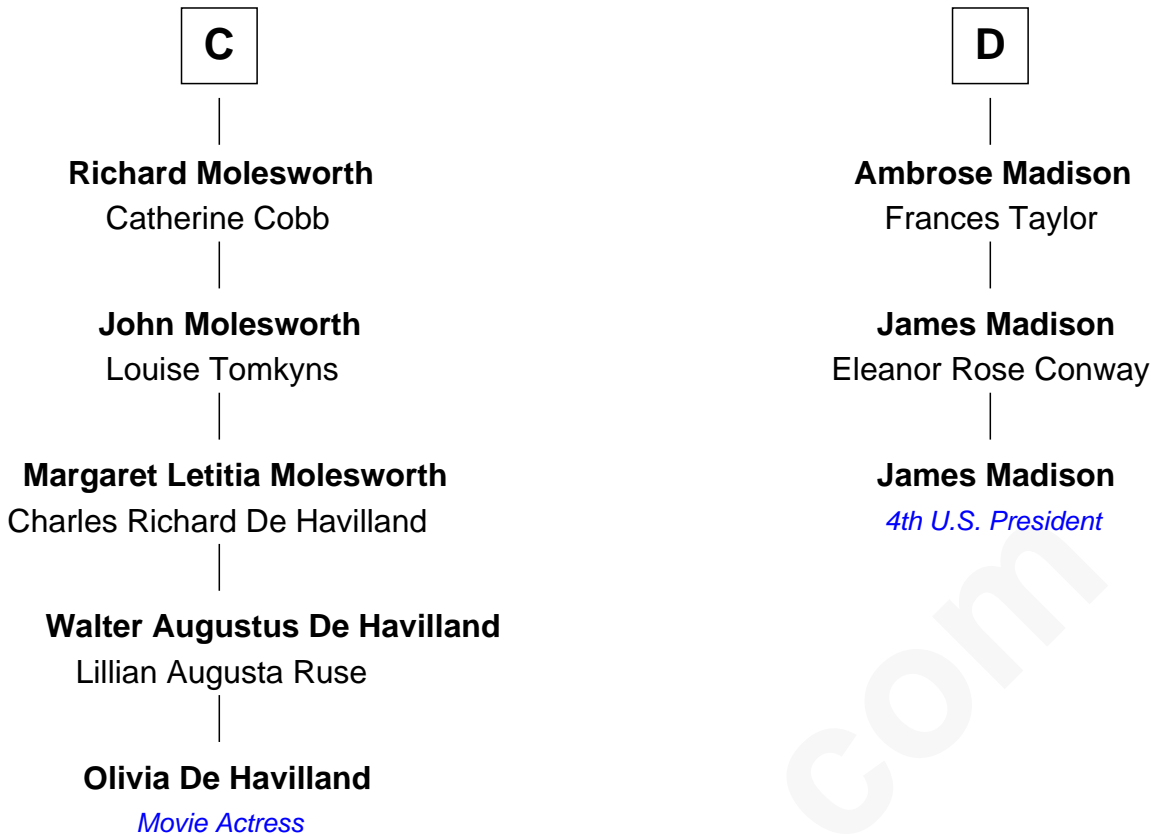 C
Richard Molesworth
Catherine Cobb
John Molesworth
Louise Tomkyns
Margaret Letitia Molesworth
Charles Richard De Havilland
Walter Augustus De Havilland
Lillian Augusta Ruse
Olivia De Havilland
Movie Actress
D
Ambrose Madison
Frances Taylor
James Madison
Eleanor Rose Conway
James Madison
4th U.S. President
com